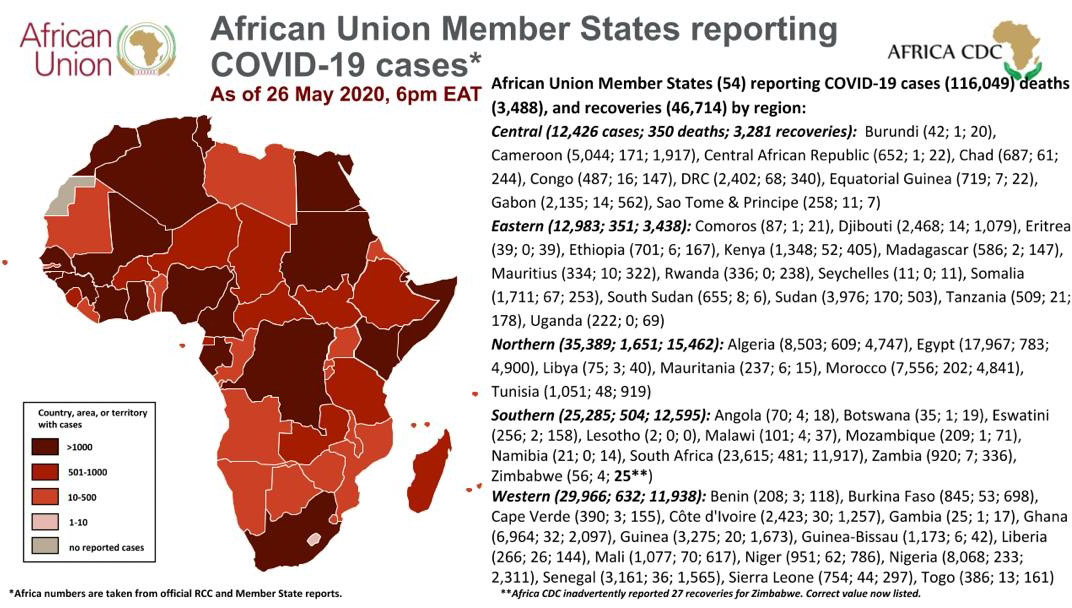 African
Union
African Union Member States reporting
COVID-19 cases*
As of 26 May 2020, 6pm EAT
AFRICA CDC
African Union Member States (54) reporting COVID-19 cases (116,049) deaths
(3,488), and recoveries (46,714) by region:
Central (12,426 cases; 350 deaths; 3,281 recoveries): Burundi (42; 1; 20),
Cameroon (5,044; 171; 1,917), Central African Republic (652; 1; 22), Chad (687; 61;
244), Congo (487; 16; 147), DRC (2,402; 68; 340), Equatorial Guinea (719; 7; 22),
Gabon (2,135; 14; 562), Sao Tome & Principe (258; 11; 7)
Eastern (12,983; 351; 3,438): Comoros (87; 1; 21), Djibouti (2,468; 14; 1,079), Eritrea
(39; 0; 39), Ethiopia (701; 6; 167), Kenya (1,348; 52; 405), Madagascar (586; 2; 147),
Mauritius (334; 10; 322), Rwanda (336; 0; 238), Seychelles (11; 0; 11), Somalia
(1,711; 67; 253), South Sudan (655; 8; 6), Sudan (3,976; 170; 503), Tanzania (509; 21;
178), Uganda (222; 0; 69)
Northern (35,389; 1,651; 15,462): Algeria (8,503; 609; 4,747), Egypt (17,967; 783;
4,900), Libya (75; 3; 40), Mauritania (237; 6; 15), Morocco (7,556; 202; 4,841),
Tunisia (1,051; 48; 919)
Southern (25,285; 504; 12,595): Angola (70; 4; 18), Botswana (35; 1; 19), Eswatini
(256; 2; 158), Lesotho (2; 0; 0), Malawi (101; 4; 37), Mozambique (209; 1; 71),
Namibia (21; 0; 14), South Africa (23,615; 481; 11,917), Zambia (920; 7; 336),
Zimbabwe (56; 4; 25**)
Western (29,966; 632; 11,938): Benin (208; 3; 118), Burkina Faso (845; 53; 698),
Cape Verde (390; 3; 155), Côte d'Ivoire (2,423; 30; 1,257), Gambia (25; 1; 17), Ghana
(6,964; 32; 2,097), Guinea (3,275; 20; 1,673), Guinea-Bissau (1,173; 6; 42), Liberia
(266; 26; 144), Mali (1,077; 70; 617), Niger (951; 62; 786), Nigeria (8,068; 233;
2,311), Senegal (3,161; 36; 1,565), Sierra Leone (754; 44; 297), Togo (386; 13; 161)
Country, area, or territory
with cases
>1000
501-1000
10-500
1-10
no reported cases
*Africa numbers are taken from official RCC and Member State reports.
**Africa CDC inadvertently reported 27 recoveries for Zimbabwe. Correct value now listed.